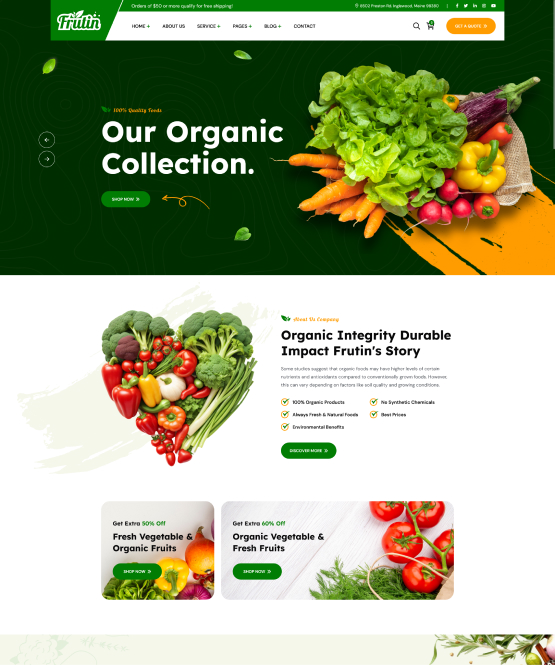 Frutin
Orders of $50 or more qualify for free shipping!
6502 Preston Rd. Inglewood, Maine 98380
HOME +
ABOUT US
SERVICE +
PAGES +
BLOG +
CONTACT
GET A QUOTE
100% Quality Foods
Our Organic
Collection.
SHOP NOW
About Us Company
Organic Integrity Durable
Impact Frutin's Story
Some studies suggest that organic foods may have higher levels of certain
nutrients and antioxidants compared to conventionally grown foods. However,
this can vary depending on factors like soil quality and growing conditions.
100% Organic Products
No Synthetic Chemicals
Always Fresh & Natural Foods
Best Prices
Environmental Benefits
DISCOVER MORE
Get Extra 50% Off
Fresh Vegetable &
Organic Fruits
SHOP NOW
Get Extra 60% Off
Organic Vegetable &
Fresh Fruits
SHOP NOW